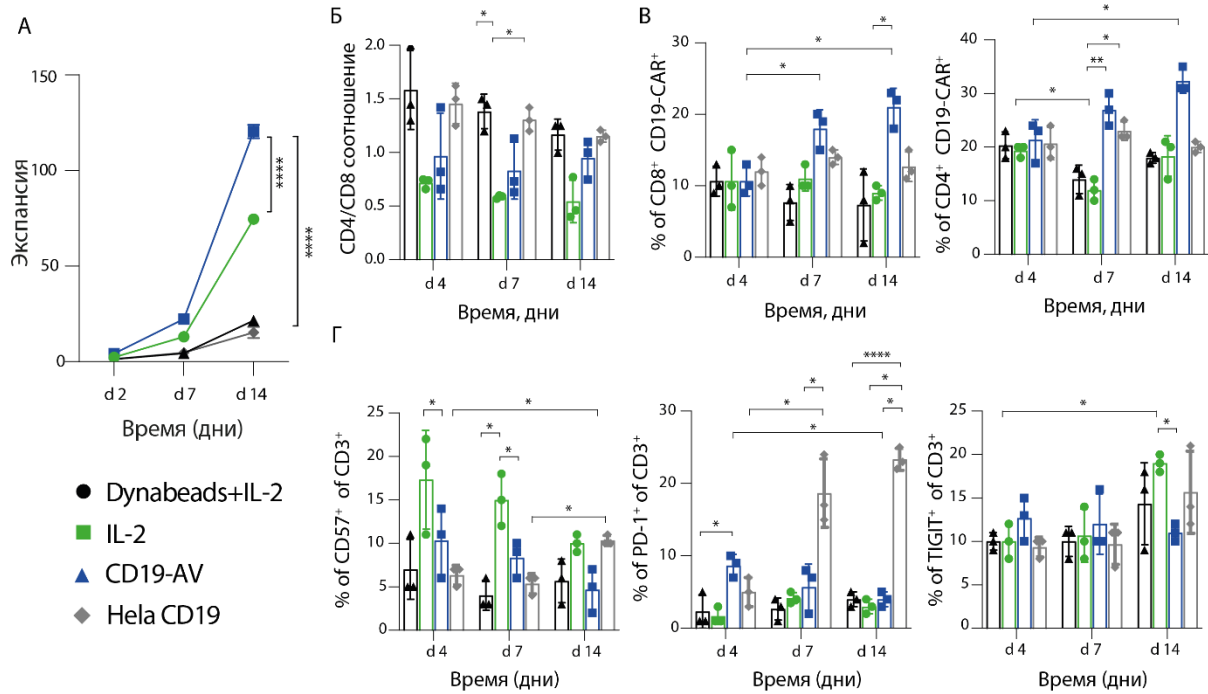 А
Экспансия
150
100
50
0
d 2
d 7
d 14
Время (дни)
****
****
Dynabeads+IL-2
IL-2
CD19-AV
Hela CD19
Б
CD4/CD8 соотношение
2.0
1.5
1.0
0.5
0.0
d 4
d 7
d 14
Время, дни
*
*
В
% of CD8⁺ CD19-CAR⁺
30
20
10
0
d 4
d 7
d 14
Время, дни
*
*
*
% of CD4⁺ CD19-CAR⁺
40
30
20
10
0
d 4
d 7
d 14
Время, дни
*
*
**
*
Г
% of CD57⁺ of CD3⁺
25
20
15
10
5
0
d 4
d 7
d 14
Время (дни)
*
*
*
*
*
% of PD-1⁺ of CD3⁺
30
20
10
0
d 4
d 7
d 14
Время (дни)
****
*
*
*
*
*
*
% of TIGIT⁺ of CD3⁺
25
20
15
10
5
0
d 4
d 7
d 14
Время (дни)
*
*